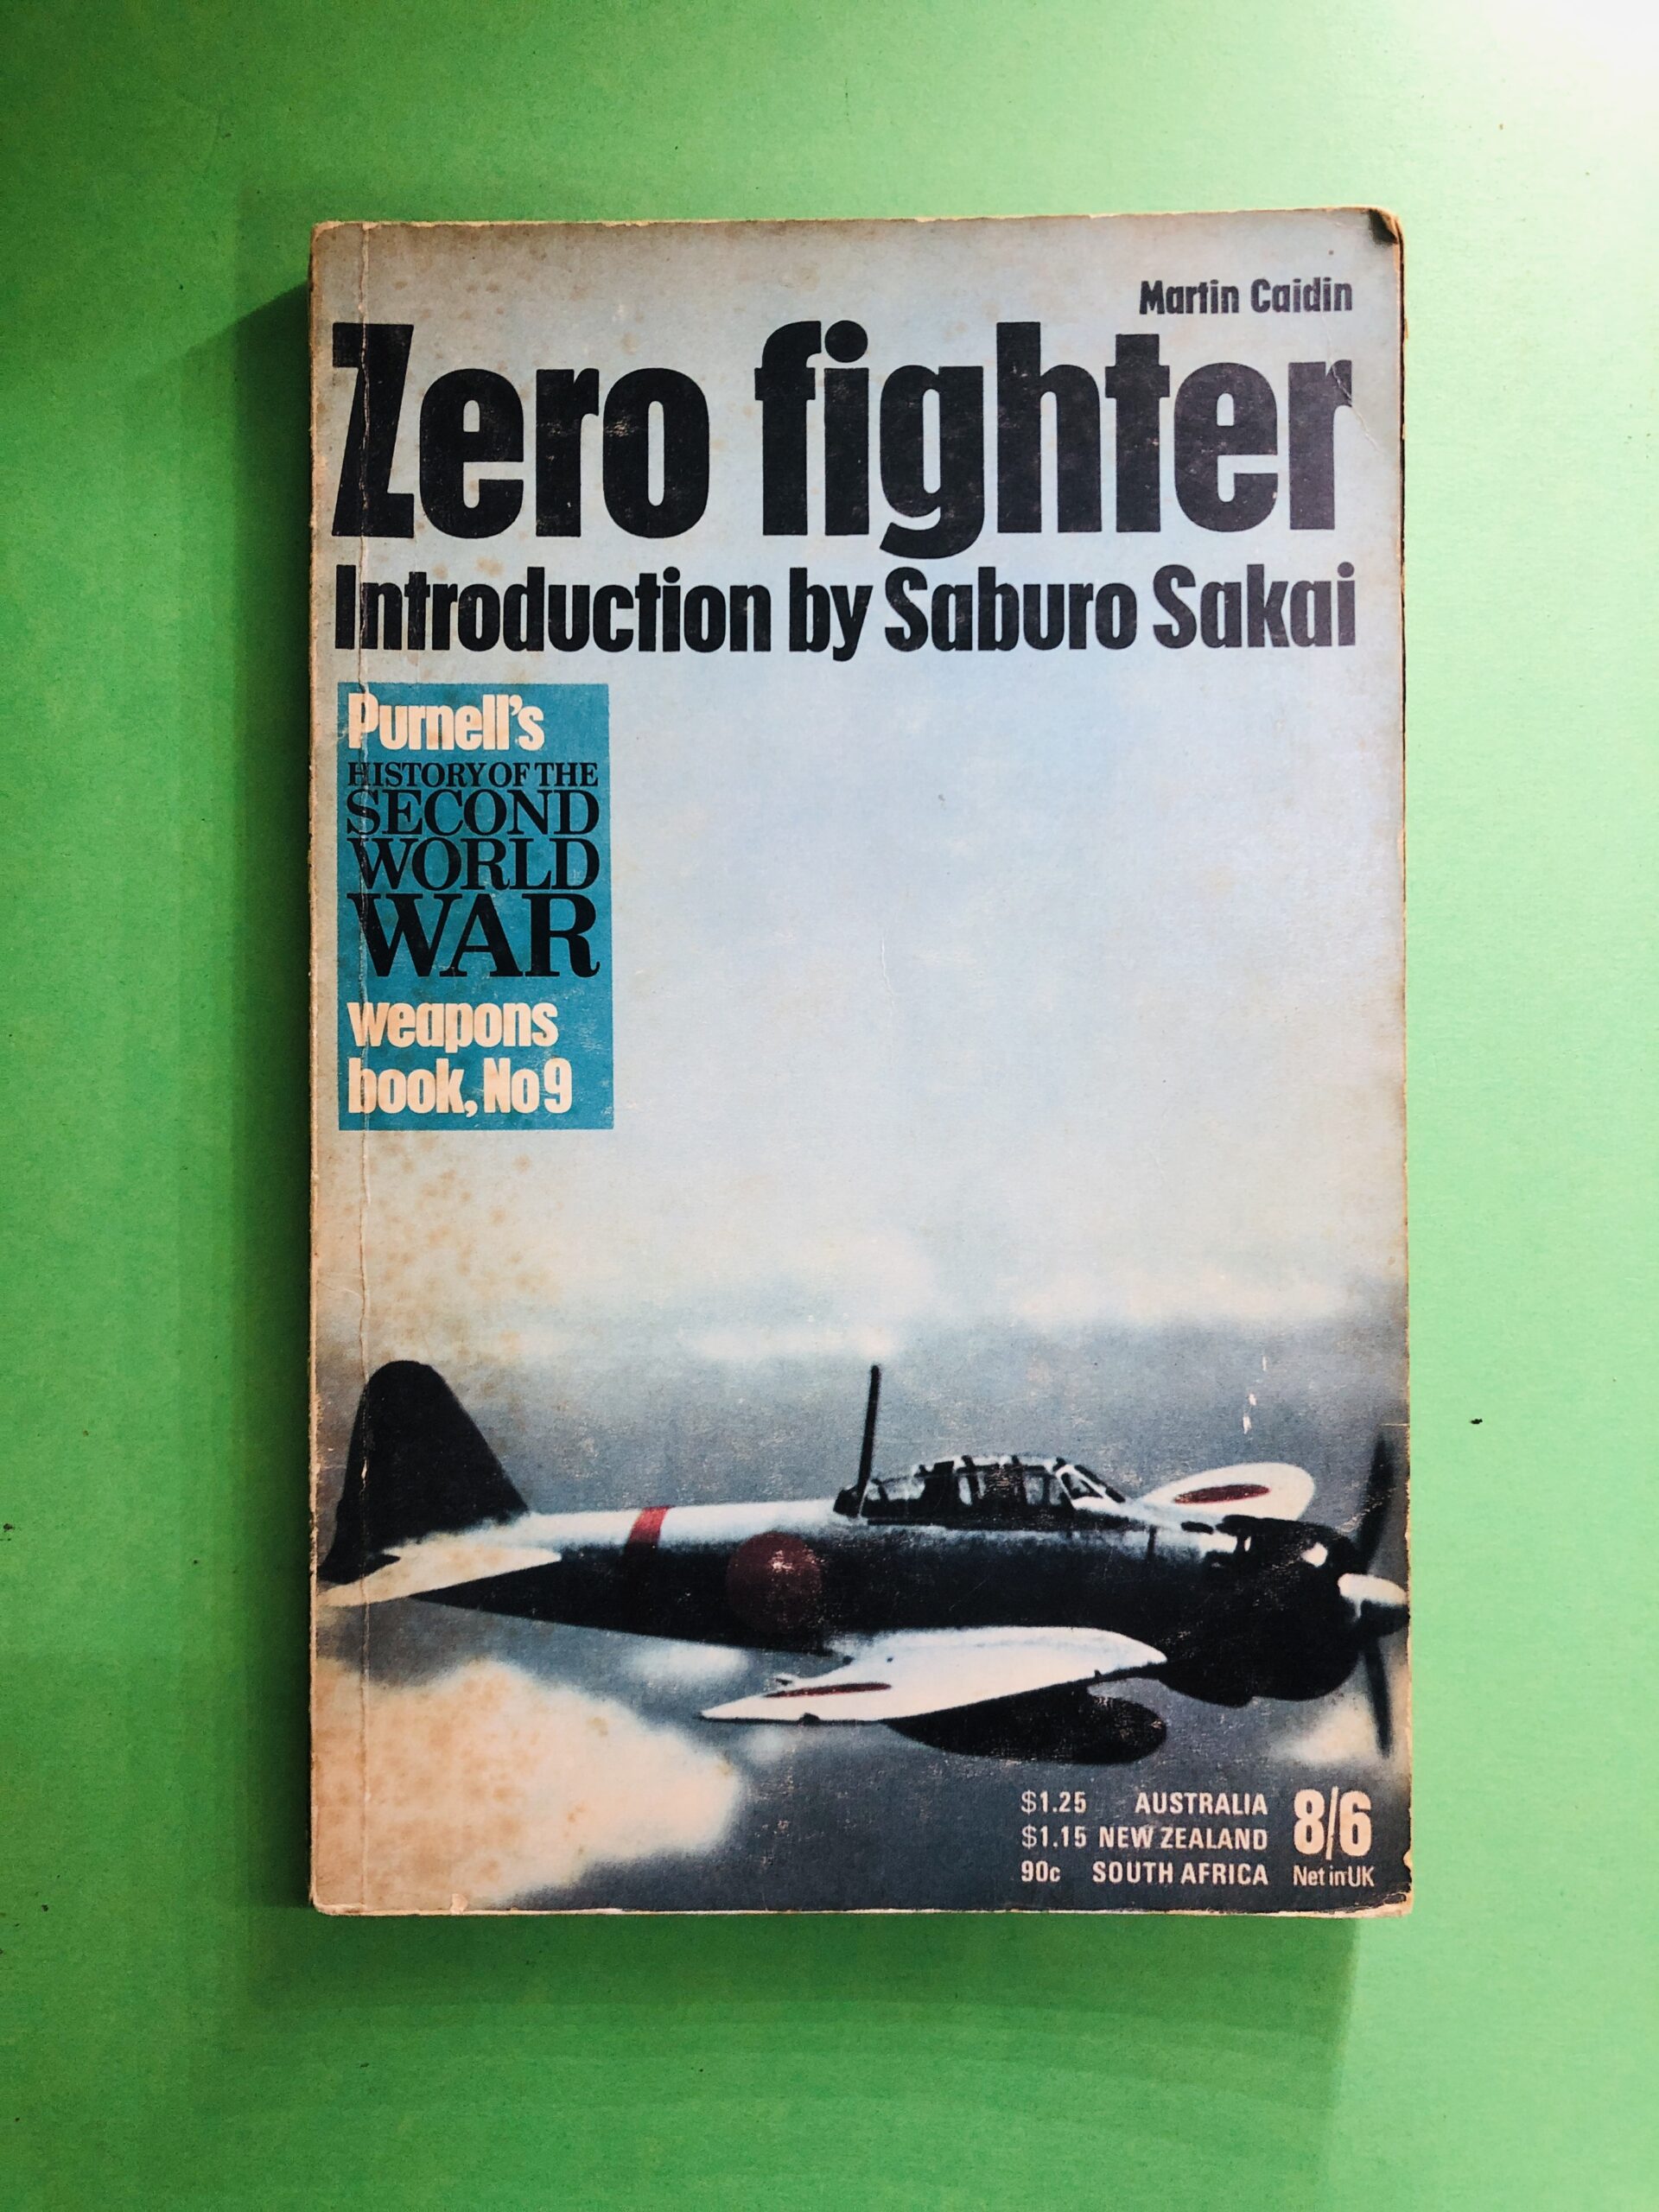 Martin Caidin
Zero fighter
Introduction by Saburo Sakai
Purnell's
HISTORY OF THE
SECOND
WORLD
WAR
weapons
book, No 9
$1.25 AUSTRALIA
$1.15 NEW ZEALAND
90c SOUTH AFRICA
8/6
Net in UK